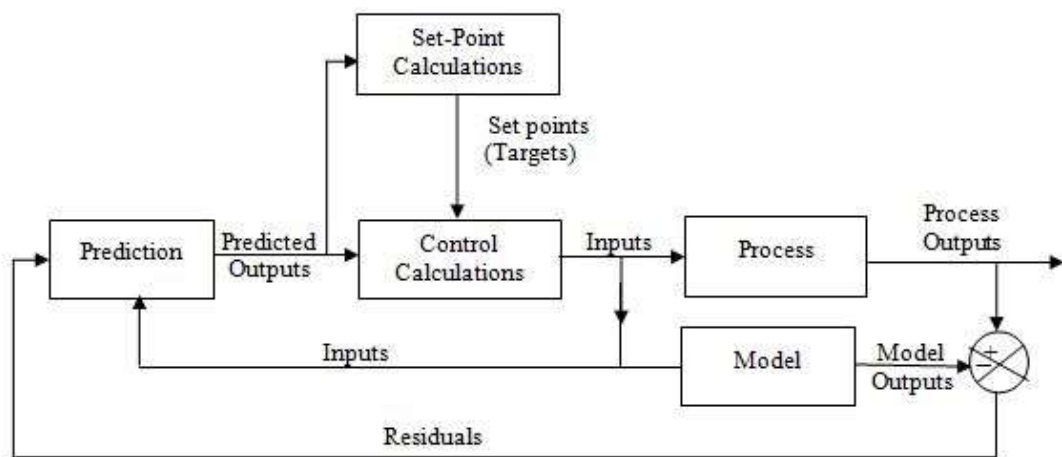 Set-Point
Calculations
Set points
(Targets)
Prediction
Predicted
Outputs
Control
Calculations
Inputs
Process
Process
Outputs
Inputs
Model
Model
Outputs
+
−
Residuals